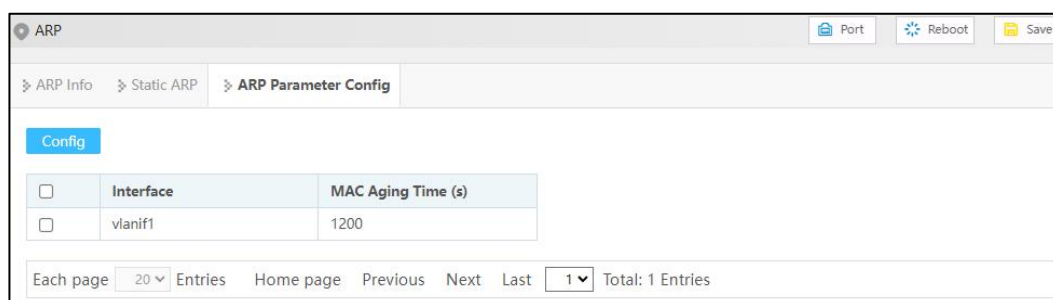 ARP Port Reboot Save
ARP Info Static ARP ARP Parameter Config
Config
Interface MAC Aging Time (s)
vlanif1 1200
Each page 20 Entries Home page Previous Next Last 1 Total: 1 Entries